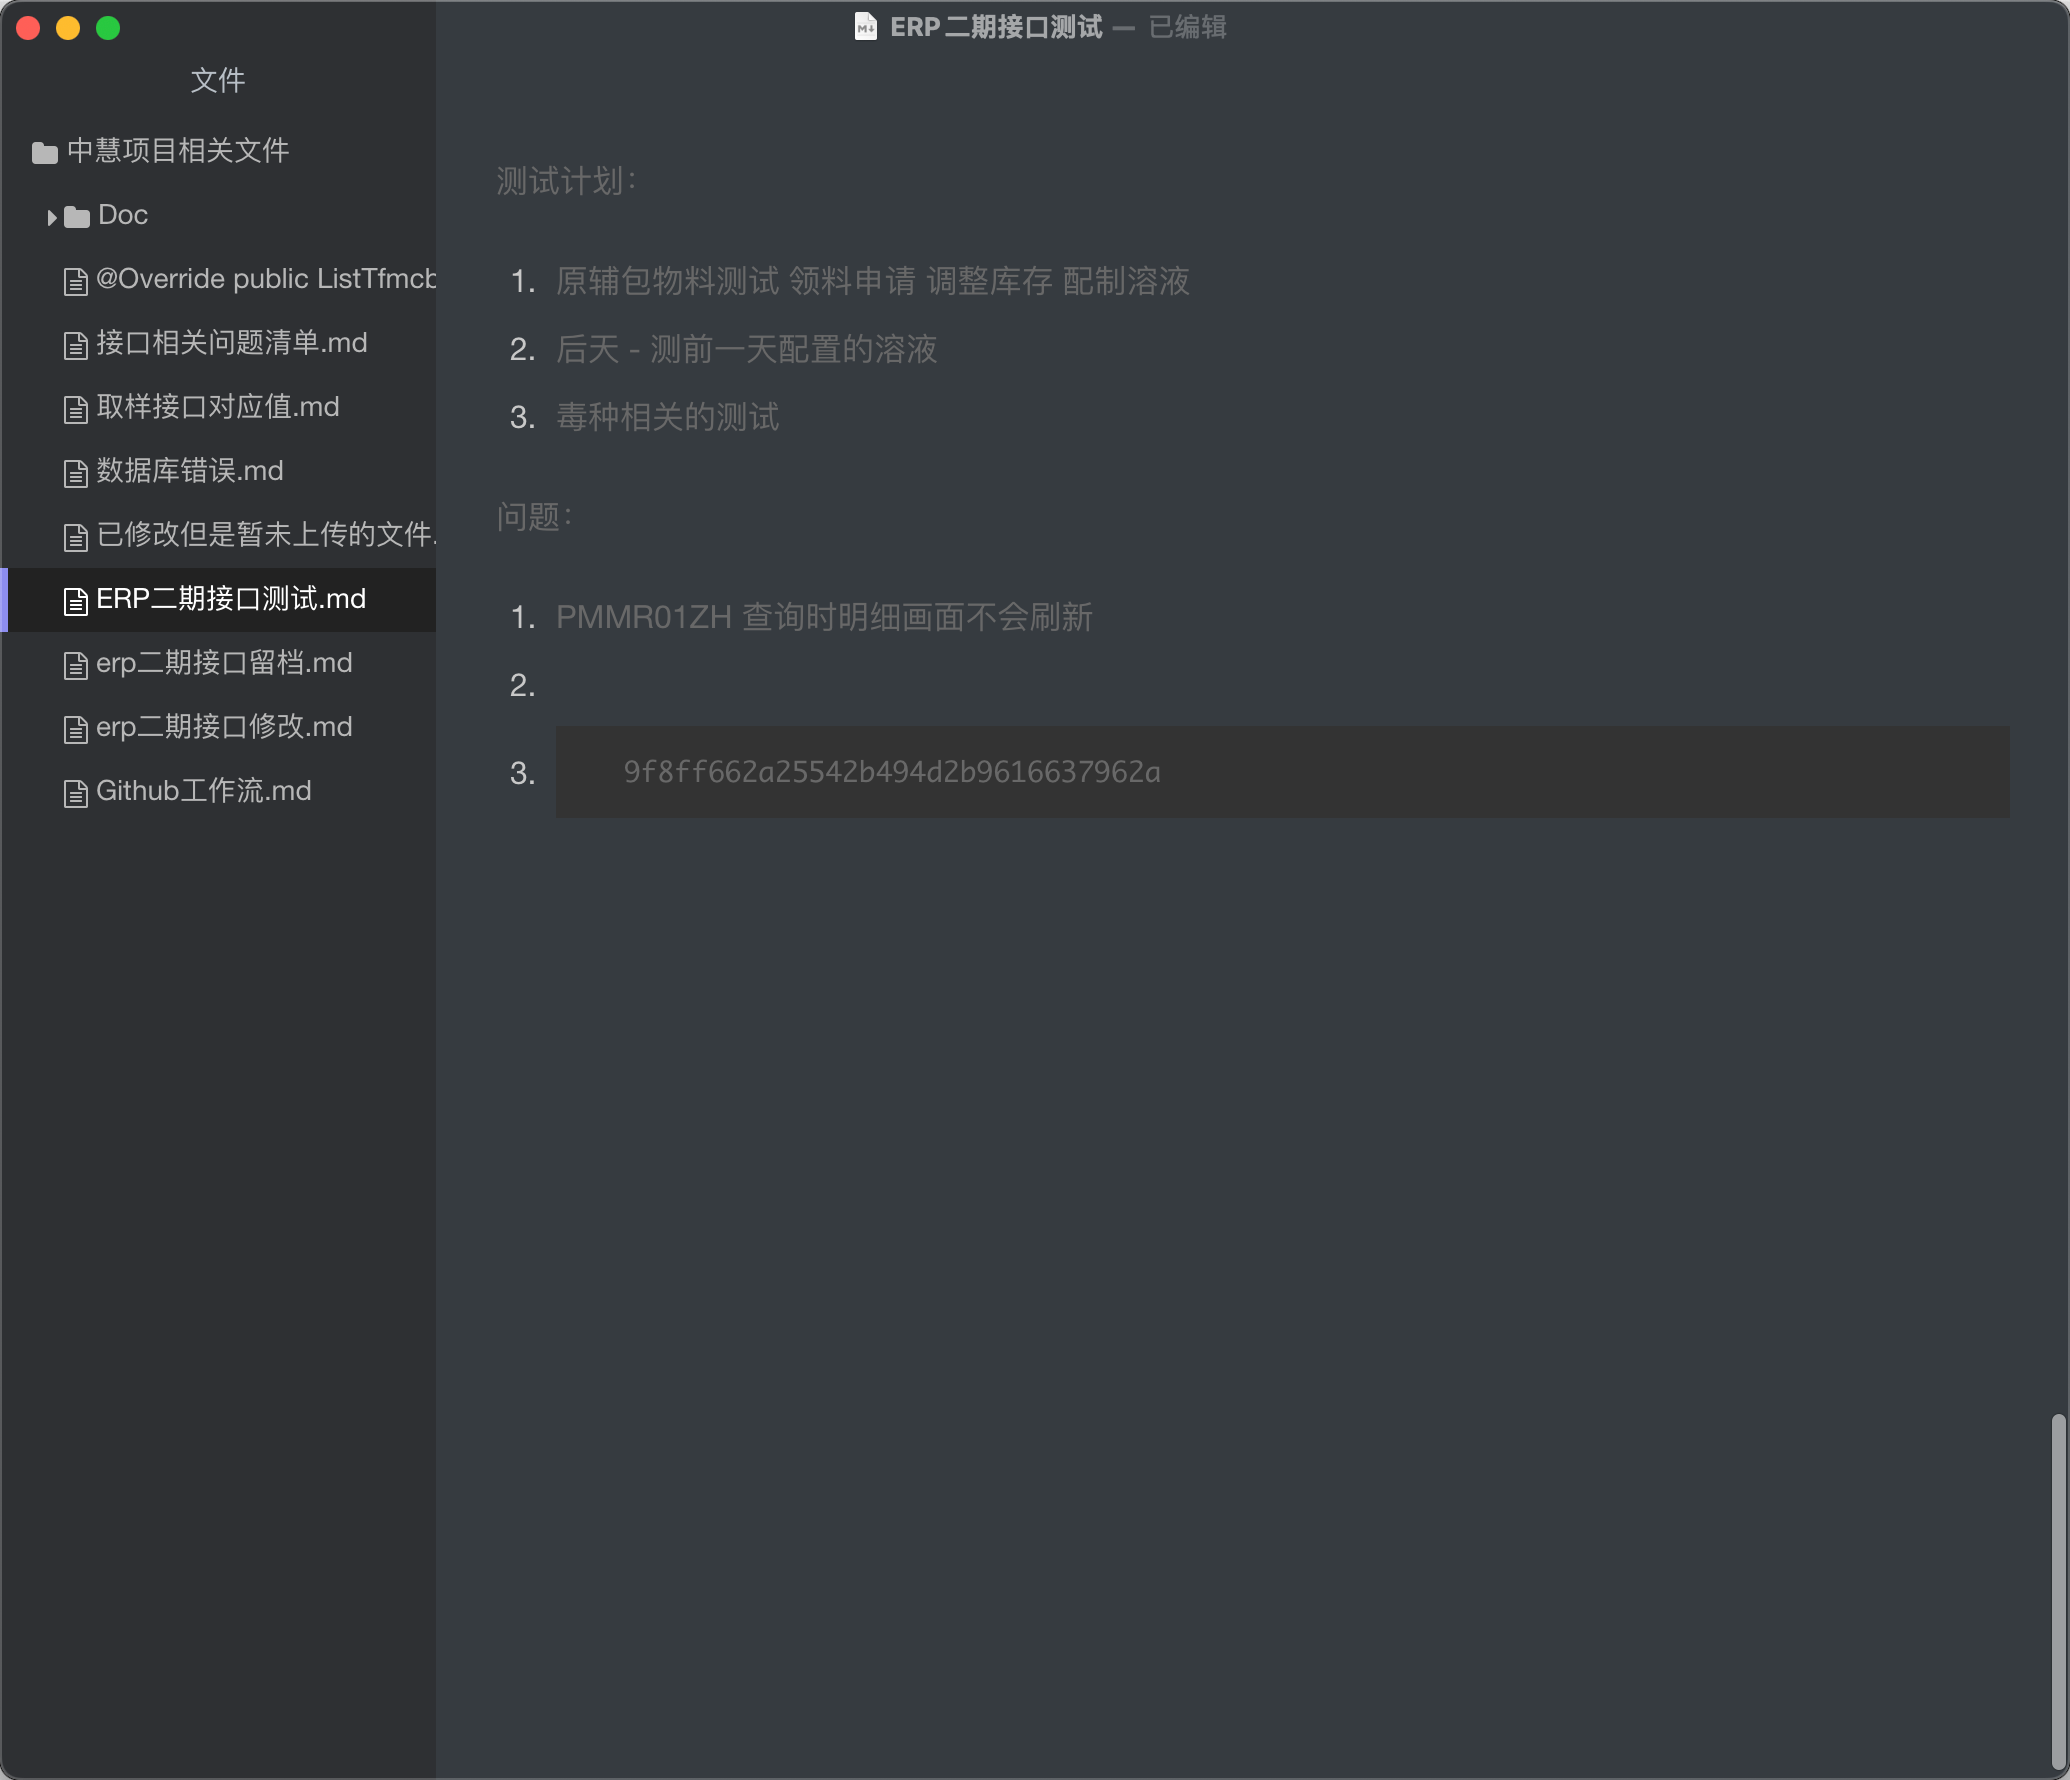 ERP二期接口测试 — 已编辑
文件
中慧项目相关文件
Doc
@Override public ListTfmcb
接口相关问题清单.md
取样接口对应值.md
数据库错误.md
已修改但是暂未上传的文件.
ERP二期接口测试.md
erp二期接口留档.md
erp二期接口修改.md
Github工作流.md
测试计划：
1. 原辅包物料测试 领料申请 调整库存 配制溶液
2. 后天 - 测前一天配置的溶液
3. 毒种相关的测试
问题：
1. PMMR01ZH 查询时明细画面不会刷新
2.
3. 9f8ff662a25542b494d2b9616637962a